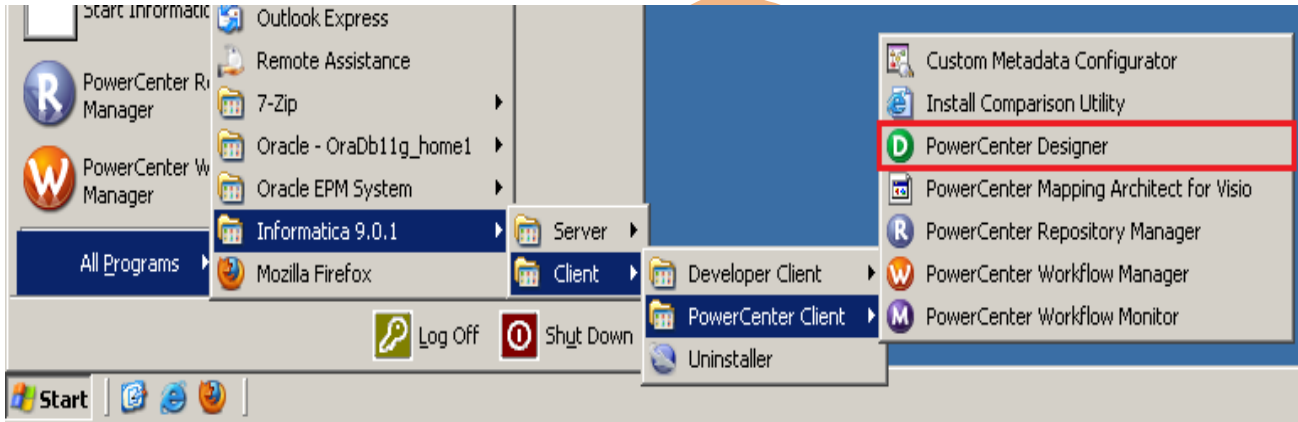 Start Informatic
PowerCenter R
Manager
PowerCenter W
Manager
All Programs
Outlook Express
Remote Assistance
7-Zip
Oracle - OraDb11g_home1
Oracle EPM System
Informatica 9.0.1
Mozilla Firefox
Server
Client
Developer Client
PowerCenter Client
Uninstaller
Custom Metadata Configurator
Install Comparison Utility
D PowerCenter Designer
PowerCenter Mapping Architect for Visio
R PowerCenter Repository Manager
W PowerCenter Workflow Manager
M PowerCenter Workflow Monitor
Log Off
Shut Down
Start